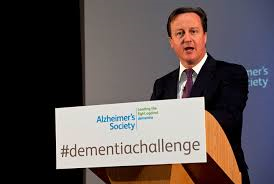 Alzheimer's
Society
Leading the
fight against
dementia
#dementiachallenge